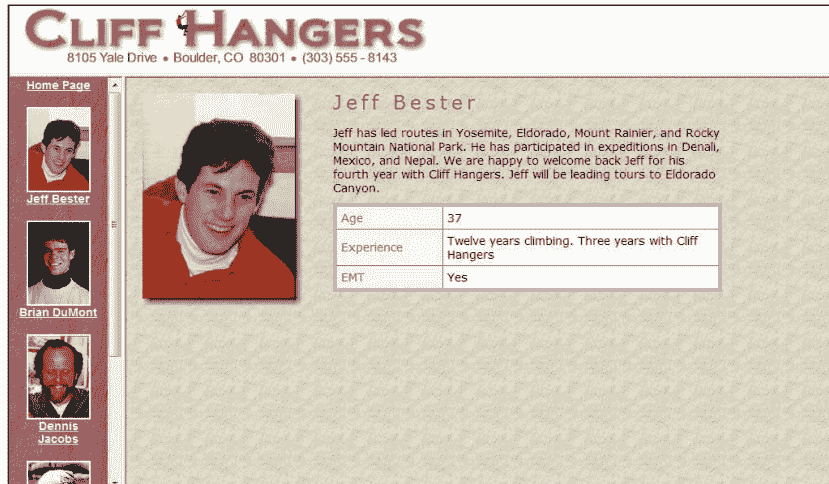 CLIFF HANGERS
8105 Yale Drive • Boulder, CO 80301 • (303) 555 - 8143
Home Page
Jeff Bester
Brian DuMont
Dennis
Jacobs
Jeff Bester
Jeff has led routes in Yosemite, Eldorado, Mount Rainier, and Rocky
Mountain National Park. He has participated in expeditions in Denali,
Mexico, and Nepal. We are happy to welcome back Jeff for his
fourth year with Cliff Hangers. Jeff will be leading tours to Eldorado
Canyon.
Age 37
Experience Twelve years climbing. Three years with Cliff
Hangers
EMT Yes